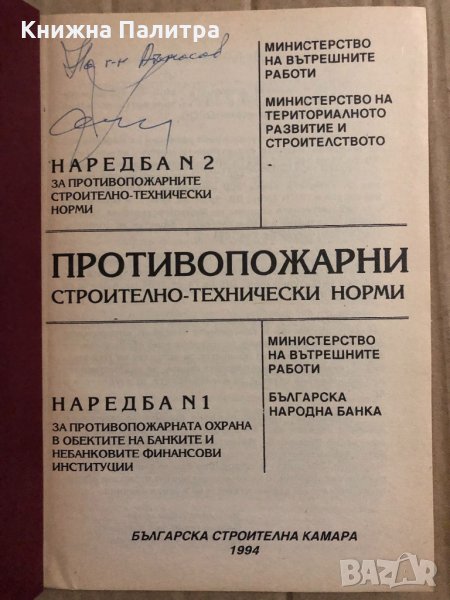 Книжна Палитра
МИНИСТЕРСТВО
НА ВЪТРЕШНИТЕ
РАБОТИ
МИНИСТЕРСТВО НА
ТЕРИТОРИАЛНОТО
РАЗВИТИЕ И
СТРОИТЕЛСТВОТО
НАРЕДБА N 2
ЗА ПРОТИВОПОЖАРНИТЕ
СТРОИТЕЛНО-ТЕХНИЧЕСКИ
НОРМИ
ПРОТИВОПОЖАРНИ
СТРОИТЕЛНО-ТЕХНИЧЕСКИ НОРМИ
МИНИСТЕРСТВО
НА ВЪТРЕШНИТЕ
РАБОТИ
БЪЛГАРСКА
НАРОДНА БАНКА
НАРЕДБА N 1
ЗА ПРОТИВОПОЖАРНАТА ОХРАНА
В ОБЕКТИТЕ НА БАНКИТЕ И
НЕБАНКОВИТЕ ФИНАНСОВИ
ИНСТИТУЦИИ
БЪЛГАРСКА СТРОИТЕЛНА КАМАРА
1994
BAZAR